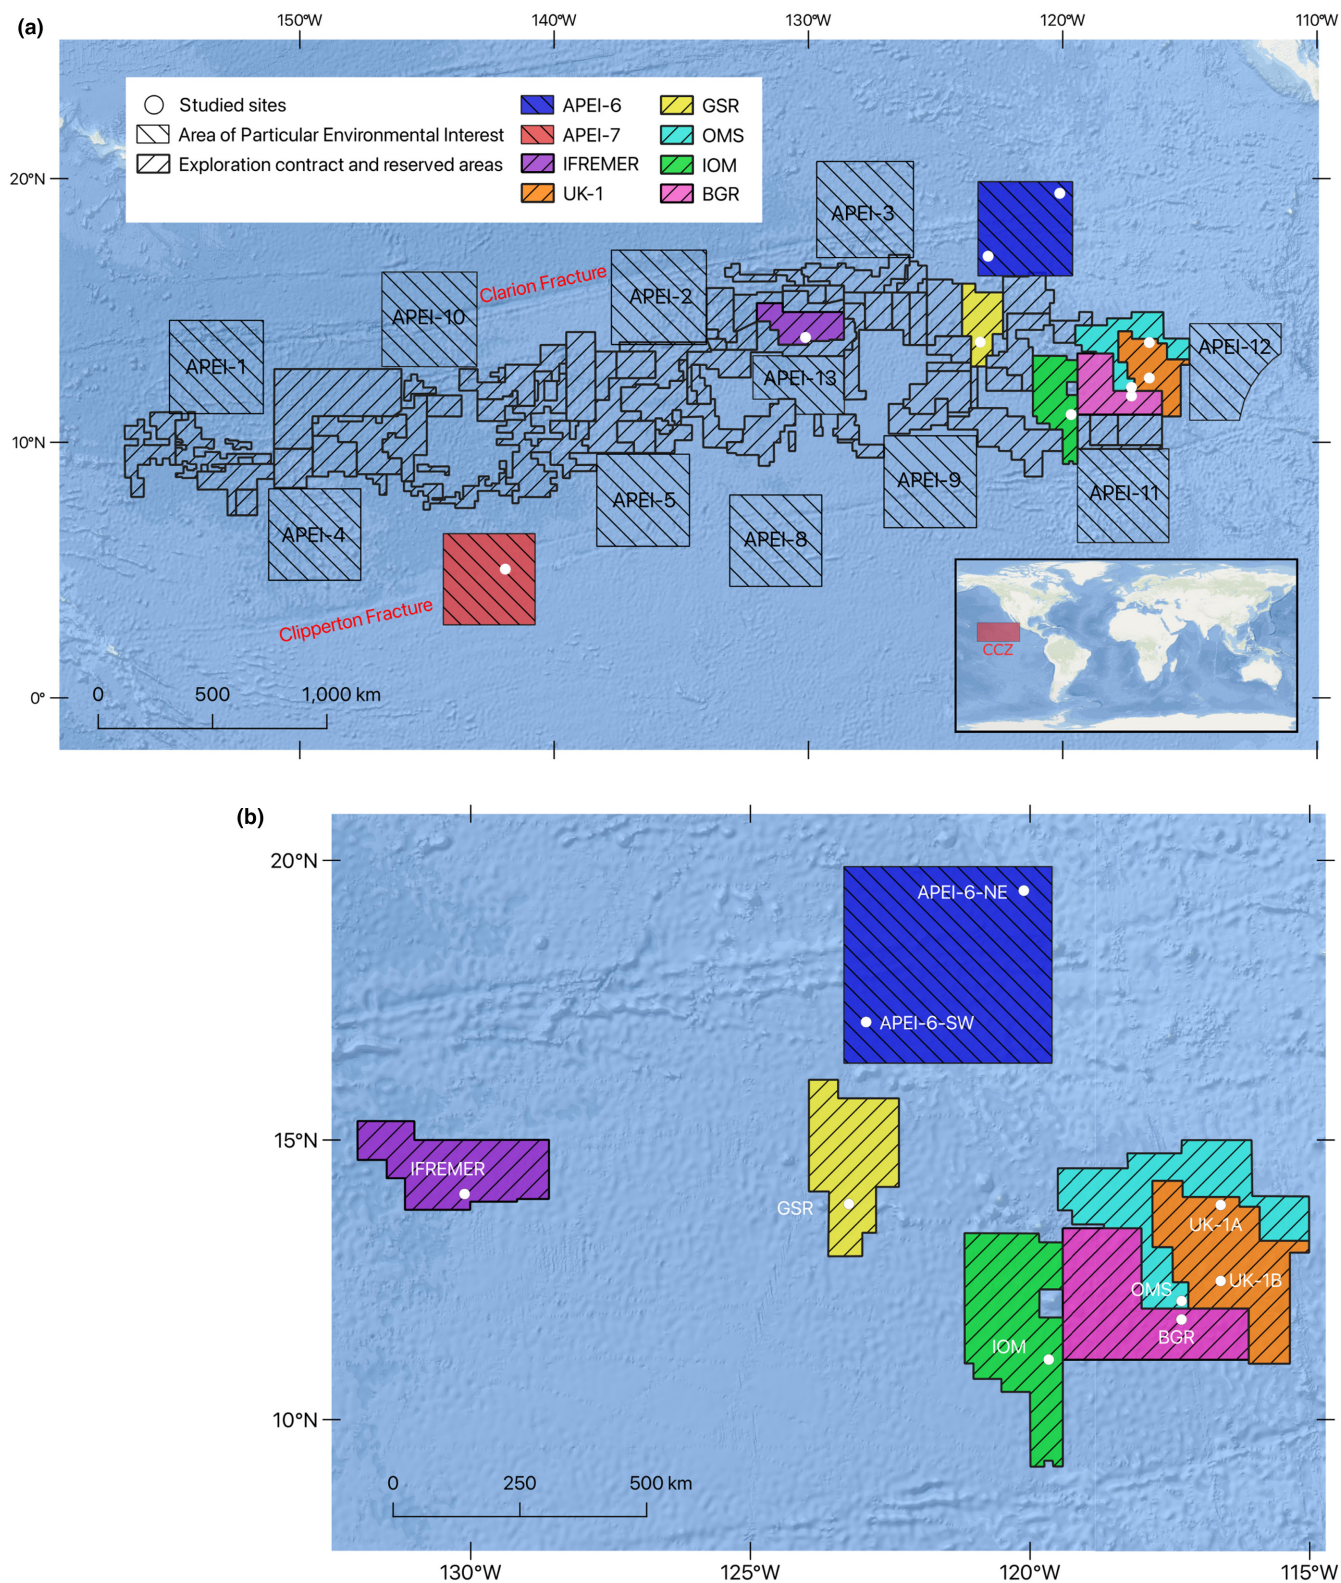 (a)
150°W 140°W 130°W 120°W 110°W
Studied sites
Area of Particular Environmental Interest
Exploration contract and reserved areas
APEI-6
APEI-7
IFREMER
UK-1
GSR
OMS
IOM
BGR
20°N
10°N
0°
APEI-3
Clarion Fracture
APEI-2
APEI-10
APEI-1
APEI-13
APEI-12
APEI-9
APEI-11
APEI-5
APEI-4
APEI-8
Clipperton Fracture
CCZ
0 500 1,000 km
(b)
20°N
15°N
10°N
APEI-6-NE
APEI-6-SW
IFREMER
GSR
UK-1A
UK-1B
OMS
BGR
IOM
0 250 500 km
130°W 125°W 120°W 115°W